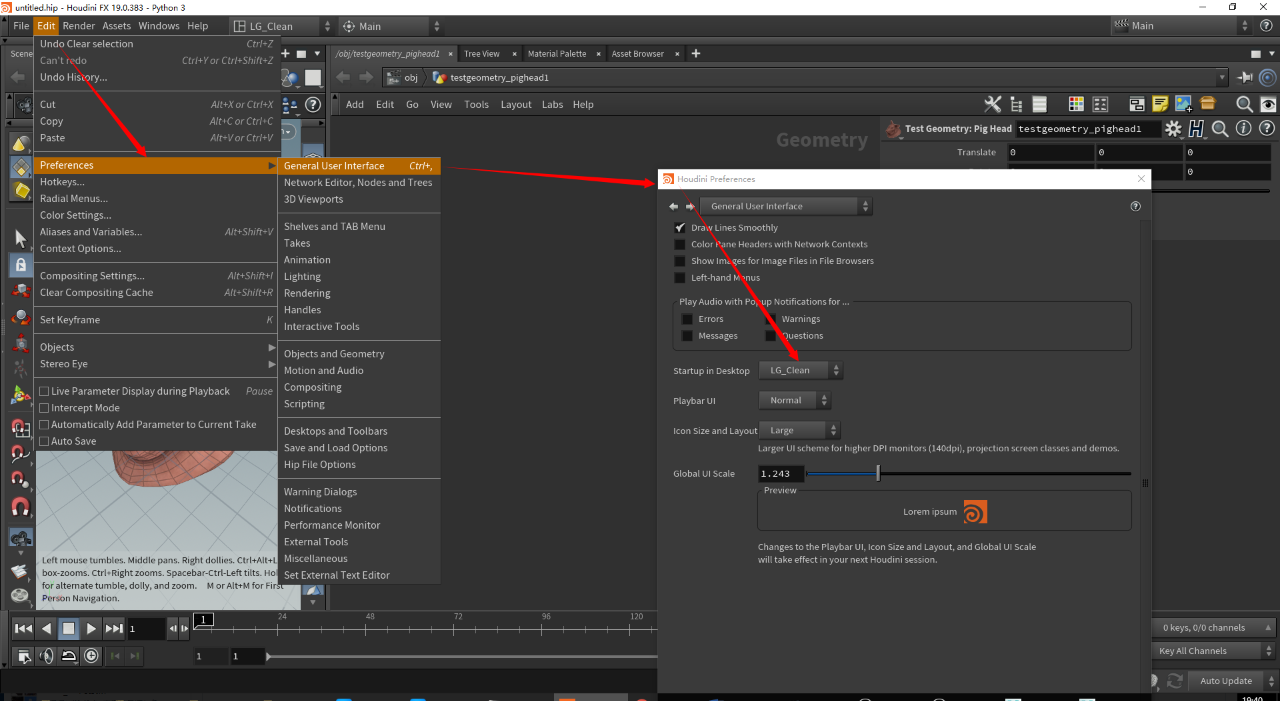 untitled.hip - Houdini FX 19.0.383 - Python 3
File Edit Render Assets Windows Help LG_Clean Main Main
Undo Clear selection Ctrl+Z
Can't redo Ctrl+Y or Ctrl+Shift+Z
Undo History...
Cut Alt+X or Ctrl+X
Copy Alt+C or Ctrl+C
Paste Alt+V or Ctrl+V
Preferences
Hotkeys...
Radial Menus...
Color Settings...
Aliases and Variables... Alt+Shift+V
Context Options...
Compositing Settings... Alt+Shift+I
Clear Compositing Cache Alt+Shift+R
Set Keyframe K
Objects
Stereo Eye
Live Parameter Display during Playback Pause
Intercept Mode
Automatically Add Parameter to Current Take
Auto Save
General User Interface Ctrl+,
Network Editor, Nodes and Trees
3D Viewports
Shelves and TAB Menu
Takes
Animation
Lighting
Rendering
Handles
Interactive Tools
Objects and Geometry
Motion and Audio
Compositing
Scripting
Desktops and Toolbars
Save and Load Options
Hip File Options
Warning Dialogs
Notifications
Performance Monitor
External Tools
Miscellaneous
Set External Text Editor
Scene
/obj/testgeometry_pighead1 Tree View Material Palette Asset Browser
obj testgeometry_pighead1
Add Edit Go View Tools Layout Labs Help
Geometry
Test Geometry: Pig Head testgeometry_pighead1
Translate 0 0 0
0
Houdini Preferences
General User Interface
Draw Lines Smoothly
Color Pane Headers with Network Contexts
Show Images for Image Files in File Browsers
Left-hand Menus
Play Audio with Popup Notifications for ...
Errors Warnings
Messages Questions
Startup in Desktop LG_Clean
Playbar UI Normal
Icon Size and Layout Large
Larger UI scheme for higher DPI monitors (140dpi), projection screen classes and demos.
Global UI Scale 1.243
Preview
Lorem ipsum
Changes to the Playbar UI, Icon Size and Layout, and Global UI Scale
will take effect in your next Houdini session.
Left mouse tumbles. Middle pans. Right dollies. Ctrl+Alt+L
box-zooms. Ctrl+Right zooms. Spacebar-Ctrl-Left tilts. Hol
for alternate tumble, dolly, and zoom. M or Alt+M for First
Person Navigation.
1 1 24 48 72 96 120
1 1
0 keys, 0/0 channels
Key All Channels
Auto Update
19:40